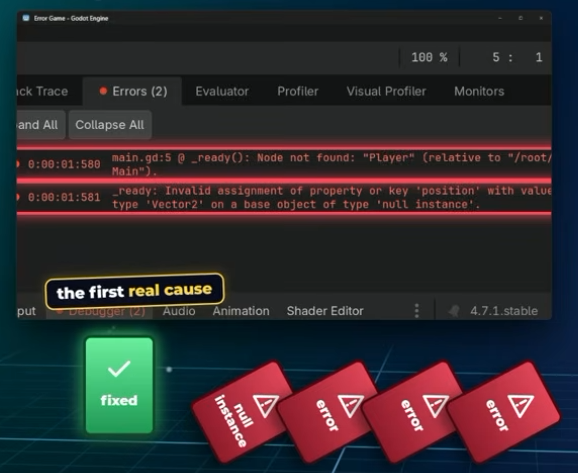 Error Game - Godot Engine
100 % 5 : 1
ck Trace Errors (2) Evaluator Profiler Visual Profiler Monitors
and All Collapse All
0:00:01:580 main.gd:5 @ _ready(): Node not found: "Player" (relative to "/root/
Main").
0:00:01:581 _ready: Invalid assignment of property or key 'position' with value
type 'Vector2' on a base object of type 'null instance'.
the first real cause
put Debugger (2) Audio Animation Shader Editor 4.7.1.stable
fixed
null
instance
error
error
error